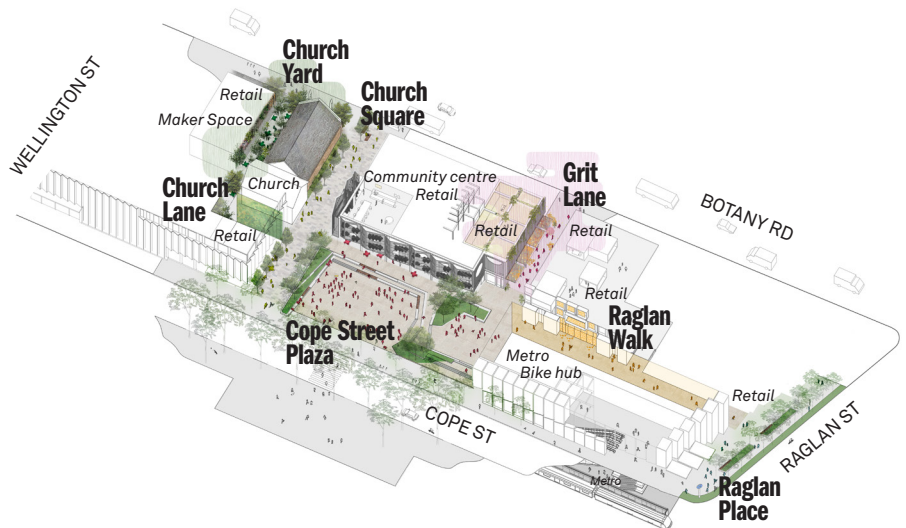 Church
Yard
Retail
Maker Space
Church
Square
WELLINGTON ST
Church
Lane
Church
Retail
Community centre
Retail
Retail
Grit
Lane
Retail
BOTANY RD
Retail
Raglan
Walk
Cope Street
Plaza
Metro
Bike hub
Retail
COPE ST
RAGLAN ST
Metro
Raglan
Place